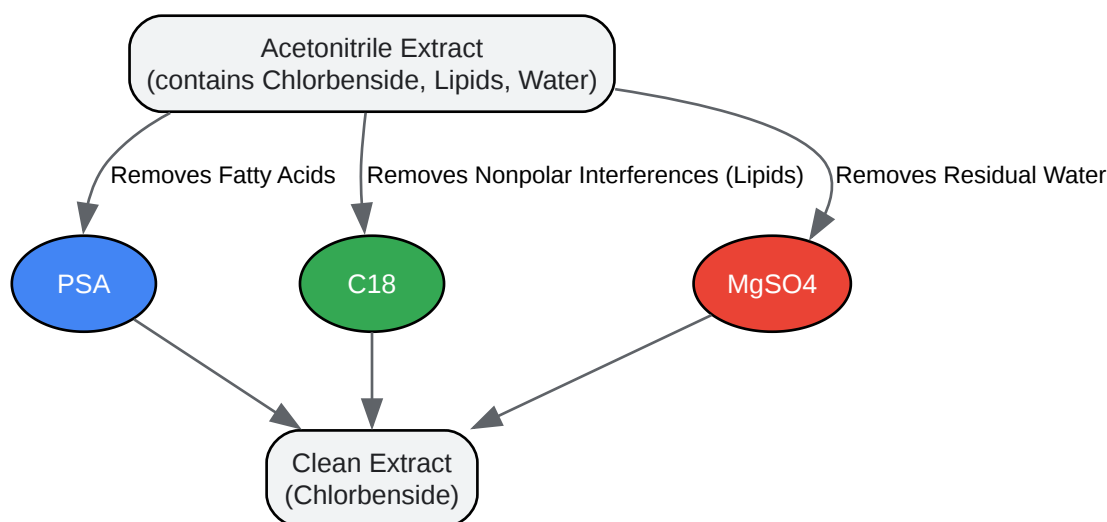 Acetonitrile Extract
(contains Chlorbenside, Lipids, Water)
Removes Fatty Acids
Removes Nonpolar Interferences (Lipids)
Removes Residual Water
PSA
C18
MgSO4
Clean Extract
(Chlorbenside)